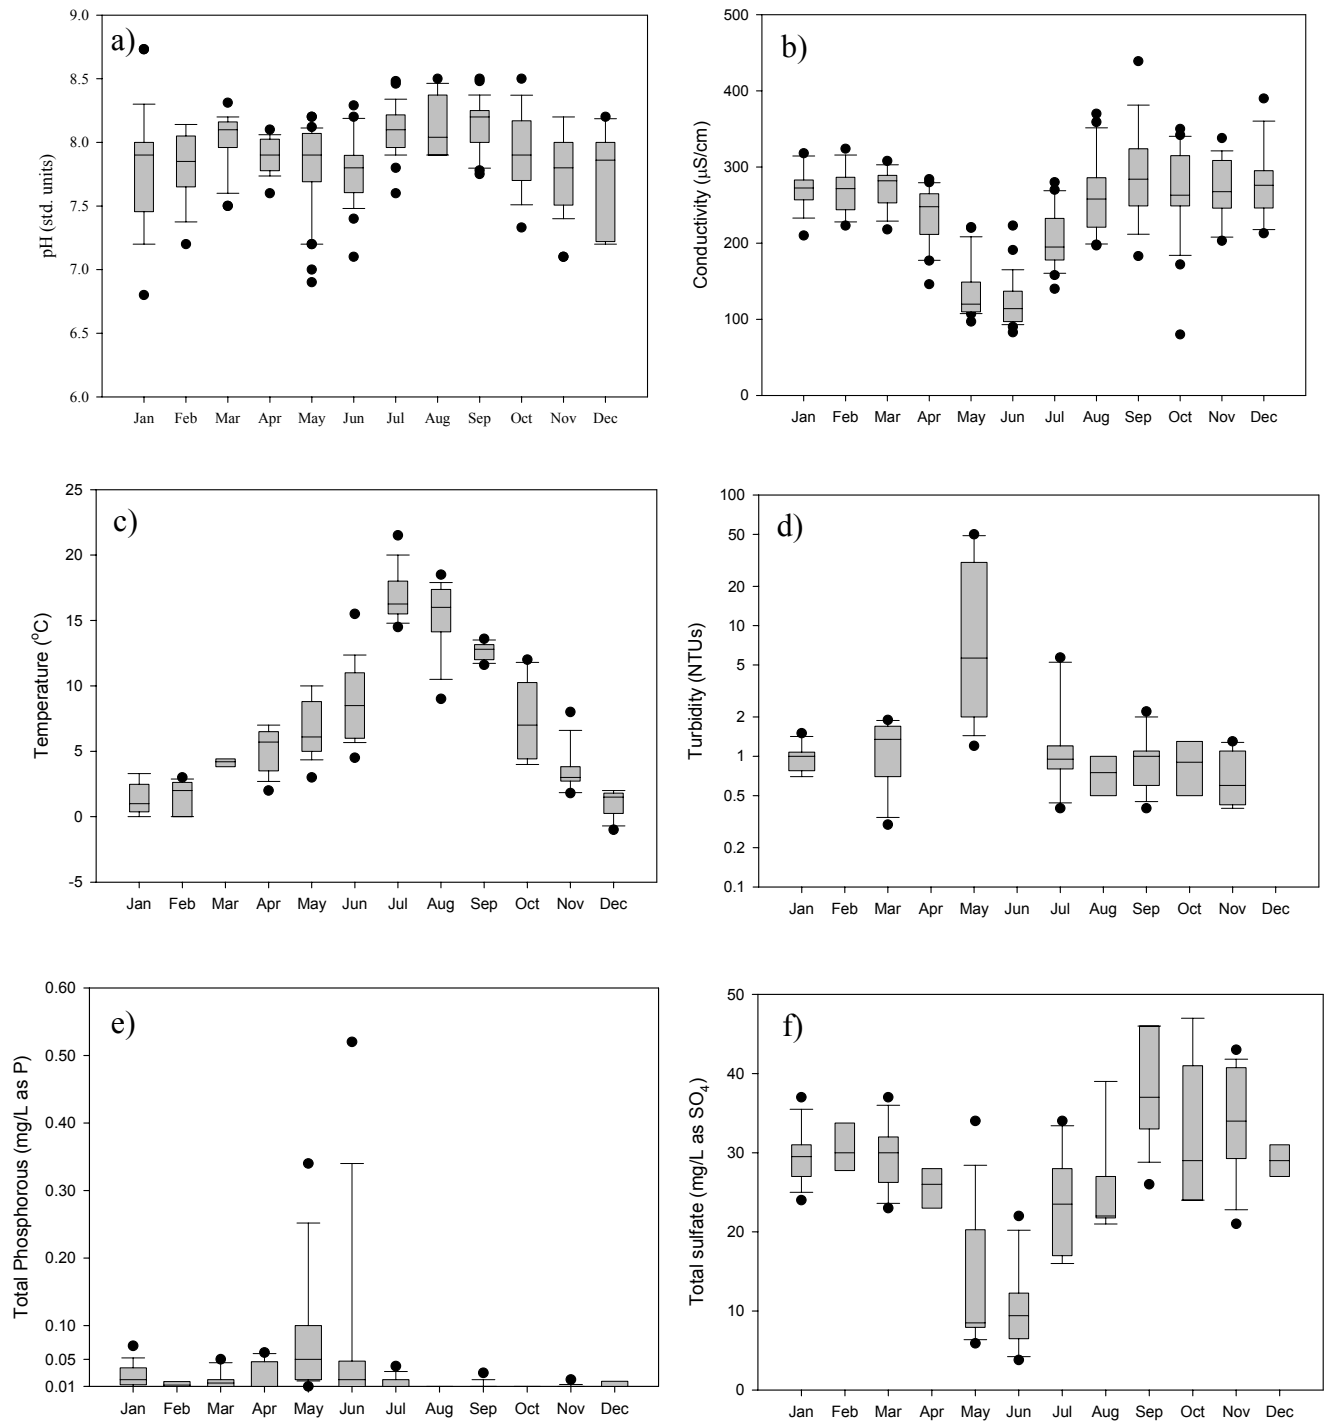 a)
pH (std. units)
9.0
8.5
8.0
7.5
7.0
6.5
6.0
Jan Feb Mar Apr May Jun Jul Aug Sep Oct Nov Dec
b)
Conductivity (µS/cm)
500
400
300
200
100
0
Jan Feb Mar Apr May Jun Jul Aug Sep Oct Nov Dec
c)
Temperature (°C)
25
20
15
10
5
0
-5
Jan Feb Mar Apr May Jun Jul Aug Sep Oct Nov Dec
d)
Turbidity (NTUs)
100
50
20
10
5
2
1
0.5
0.2
0.1
Jan Feb Mar Apr May Jun Jul Aug Sep Oct Nov Dec
e)
Total Phosphorous (mg/L as P)
0.60
0.50
0.40
0.30
0.20
0.10
0.05
0.01
Jan Feb Mar Apr May Jun Jul Aug Sep Oct Nov Dec
f)
Total sulfate (mg/L as SO₄)
50
40
30
20
10
0
Jan Feb Mar Apr May Jun Jul Aug Sep Oct Nov Dec